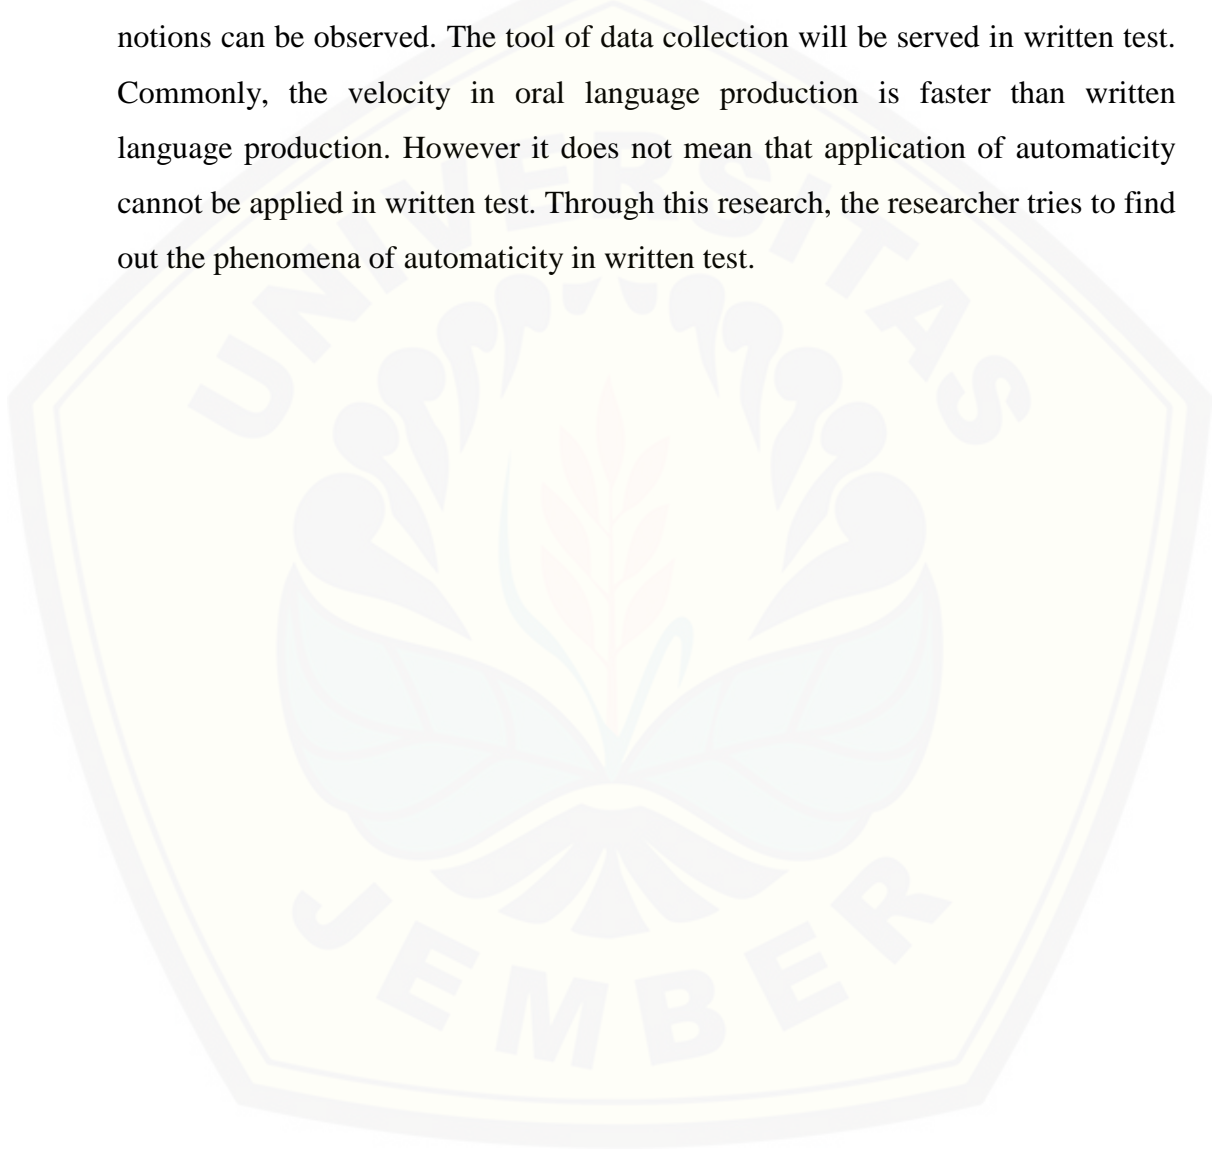 notions can be observed. The tool of data collection will be served in written test.
Commonly, the velocity in oral language production is faster than written
language production. However it does not mean that application of automaticity
cannot be applied in written test. Through this research, the researcher tries to find
out the phenomena of automaticity in written test.
UNIVERSITAS
JEMBER